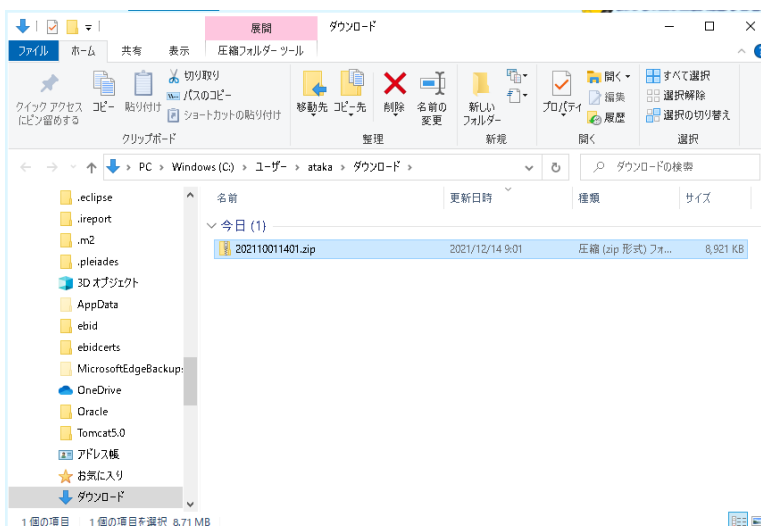 展開 ダウンロード
ファイル ホーム 共有 表示 圧縮フォルダー ツール
クイック アクセスにピン留めする コピー 貼り付け 切り取り
パスのコピー
ショートカットの貼り付け
移動先 コピー先 削除 名前の変更 新しいフォルダー プロパティ 開く
編集
履歴
すべて選択
選択解除
選択の切り替え
クリップボード 整理 新規 開く 選択
PC › Windows (C:) › ユーザー › ataka › ダウンロード › ダウンロードの検索
名前 更新日時 種類 サイズ
今日 (1)
202110011401.zip 2021/12/14 9:01 圧縮 (zip 形式) フォ... 8,921 KB
.eclipse
.ireport
.m2
.pleiades
3D オブジェクト
AppData
ebid
ebidcerts
MicrosoftEdgeBackup
OneDrive
Oracle
Tomcat5.0
アドレス帳
お気に入り
ダウンロード
1 個の項目 1 個の項目を選択 8.71 MB